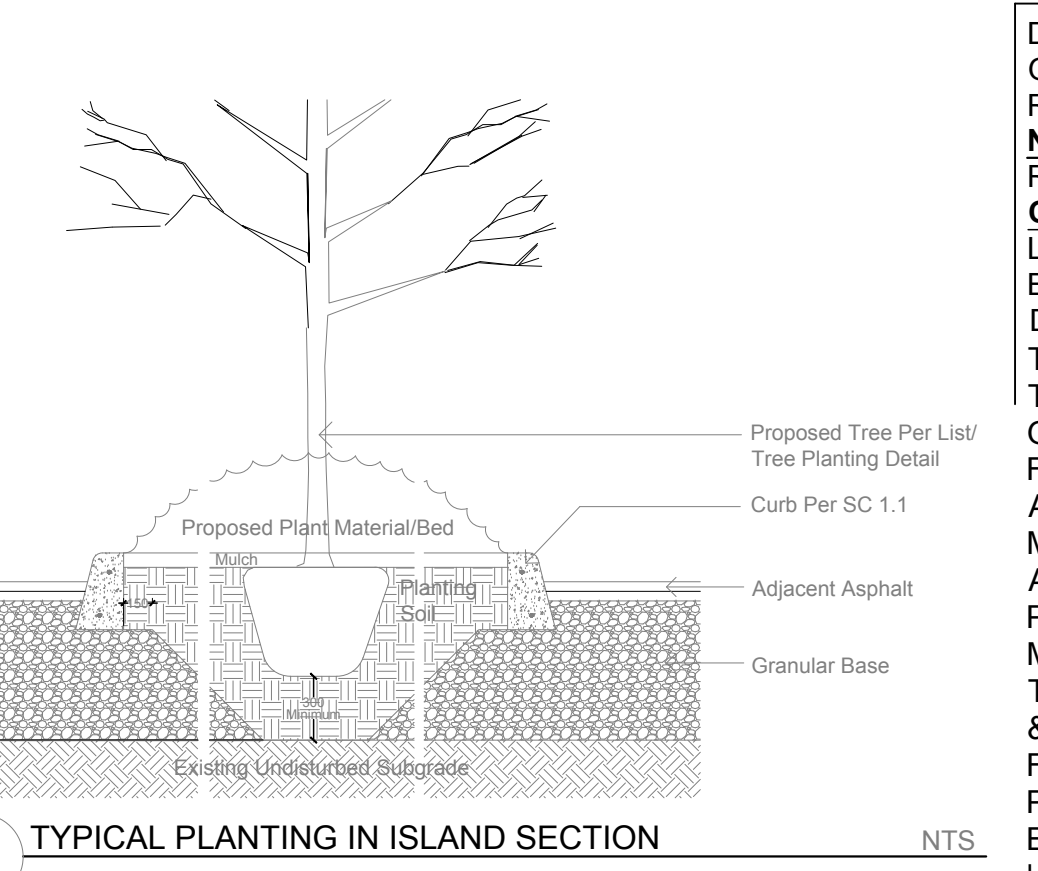 Proposed Tree Per List/
Tree Planting Detail
Curb Per SC 1.1
Proposed Plant Material/Bed
Mulch
Planting
Soil
Adjacent Asphalt
150
Granular Base
300
Minimum
Existing Undisturbed Subgrade
TYPICAL PLANTING IN ISLAND SECTION
NTS